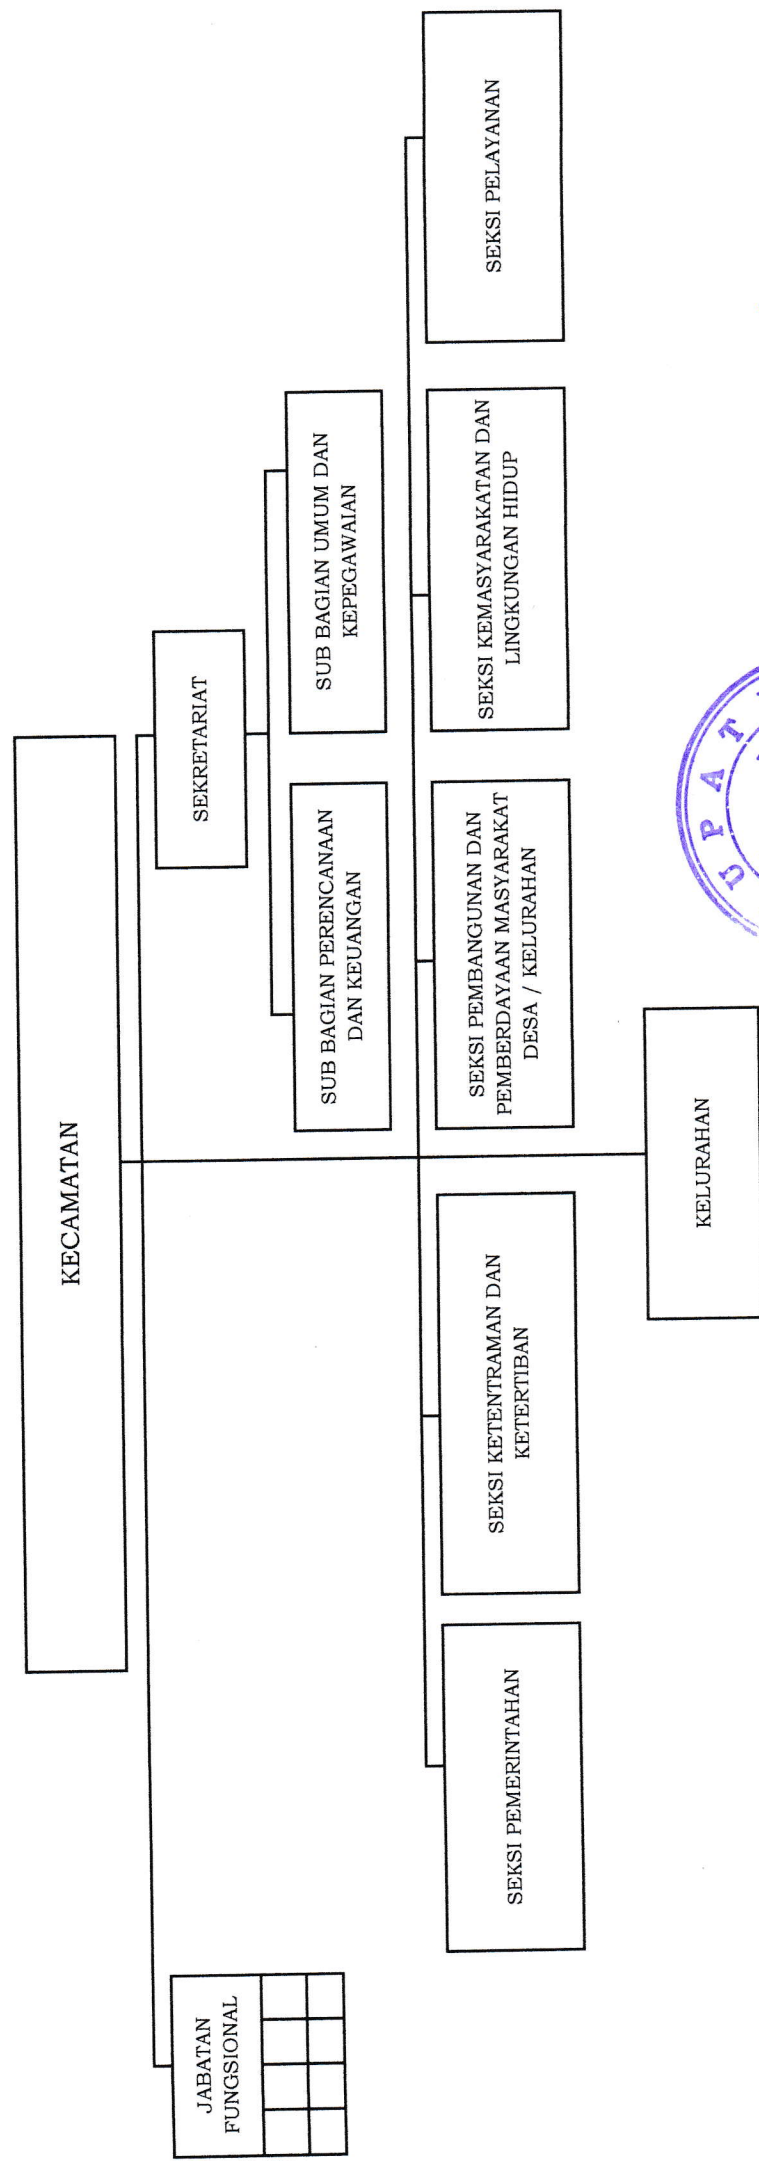 KECAMATAN
JABATAN
FUNGSIONAL
SEKRETARIAT
SUB BAGIAN PERENCANAAN
DAN KEUANGAN
SUB BAGIAN UMUM DAN
KEPEGAWAIAN
SEKSI PEMERINTAHAN
SEKSI KETENTRAMAN DAN
KETERTIBAN
SEKSI PEMBANGUNAN DAN
PEMBERDAYAAN MASYARAKAT
DESA / KELURAHAN
SEKSI KEMASYARAKATAN DAN
LINGKUNGAN HIDUP
SEKSI PELAYANAN
KELURAHAN
UPAT